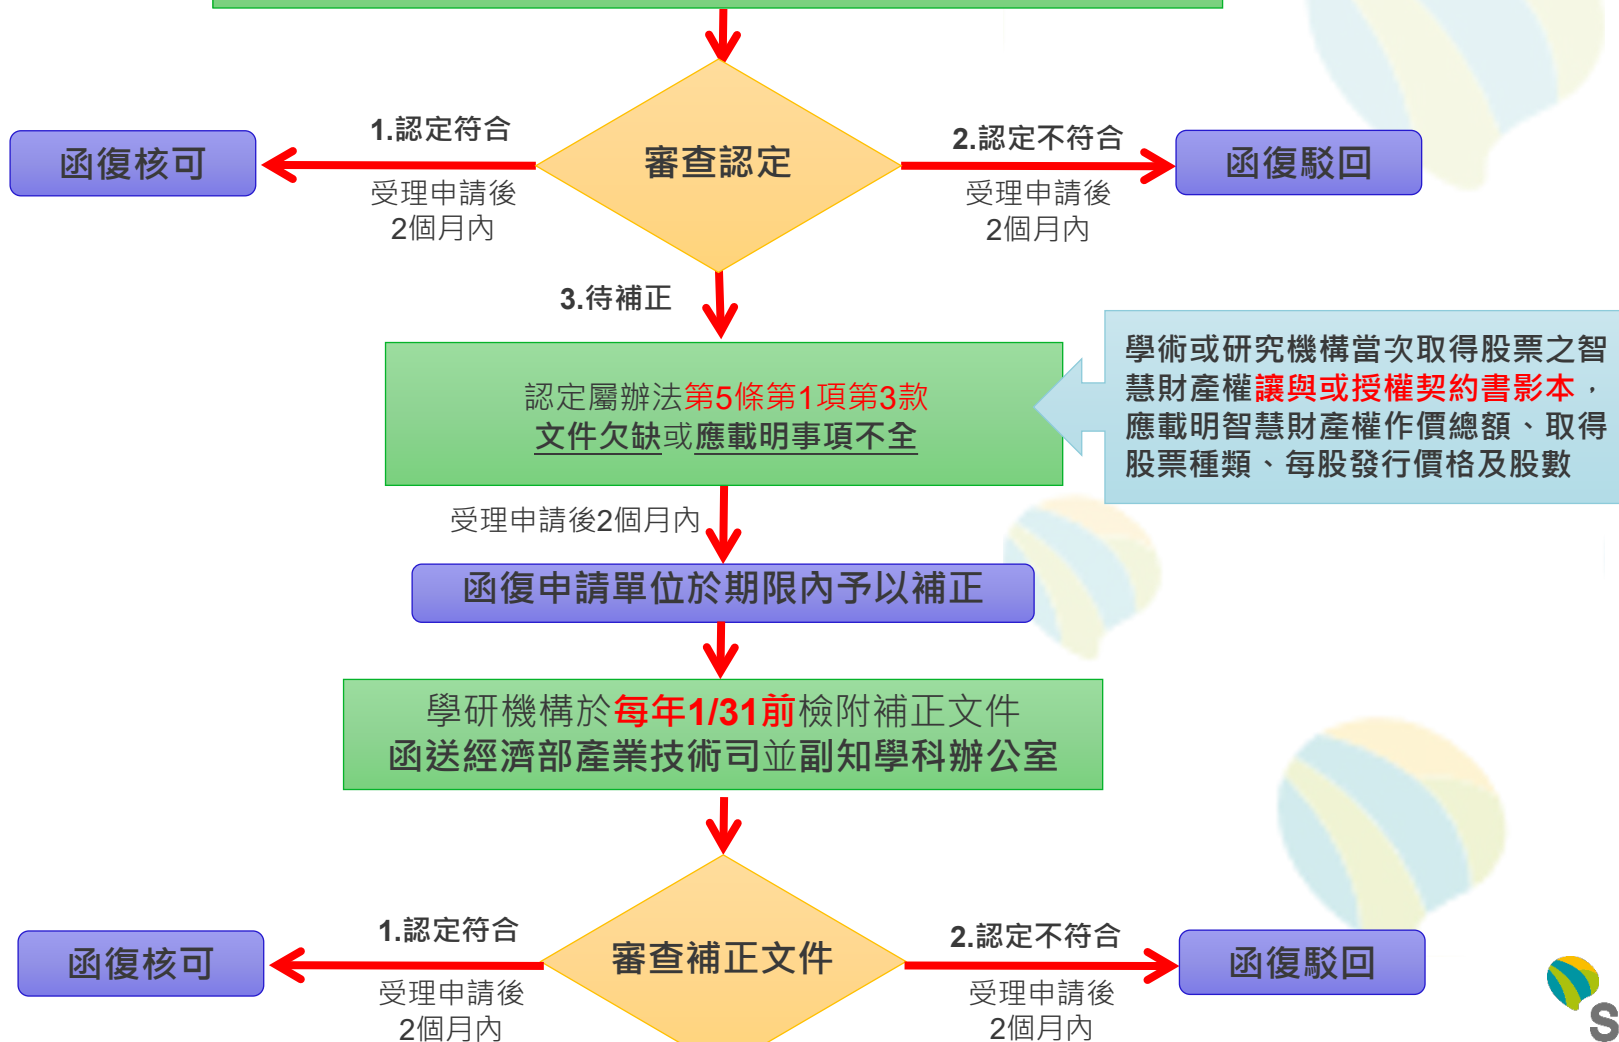 1.認定符合
2.認定不符合
函復核可
審查認定
函復駁回
受理申請後
2個月內
受理申請後
2個月內
3.待補正
認定屬辦法第5條第1項第3款
文件欠缺或應載明事項不全
學術或研究機構當次取得股票之智
慧財產權讓與或授權契約書影本，
應載明智慧財產權作價總額、取得
股票種類、每股發行價格及股數
受理申請後2個月內
函復申請單位於期限內予以補正
學研機構於每年1/31前檢附補正文件
函送經濟部產業技術司並副知學科辦公室
1.認定符合
2.認定不符合
函復核可
審查補正文件
函復駁回
受理申請後
2個月內
受理申請後
2個月內
S